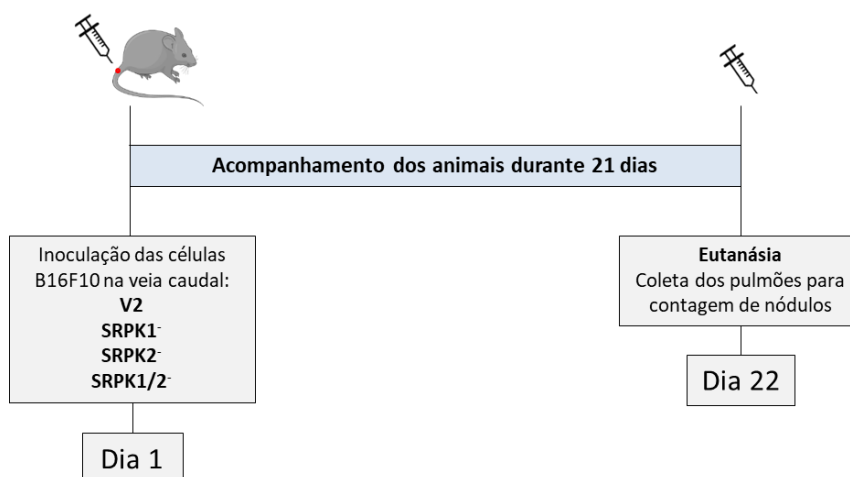 Acompanhamento dos animais durante 21 dias
Inoculação das células
B16F10 na veia caudal:
V2
SRPK1⁻
SRPK2⁻
SRPK1/2⁻
Dia 1
Eutanásia
Coleta dos pulmões para
contagem de nódulos
Dia 22